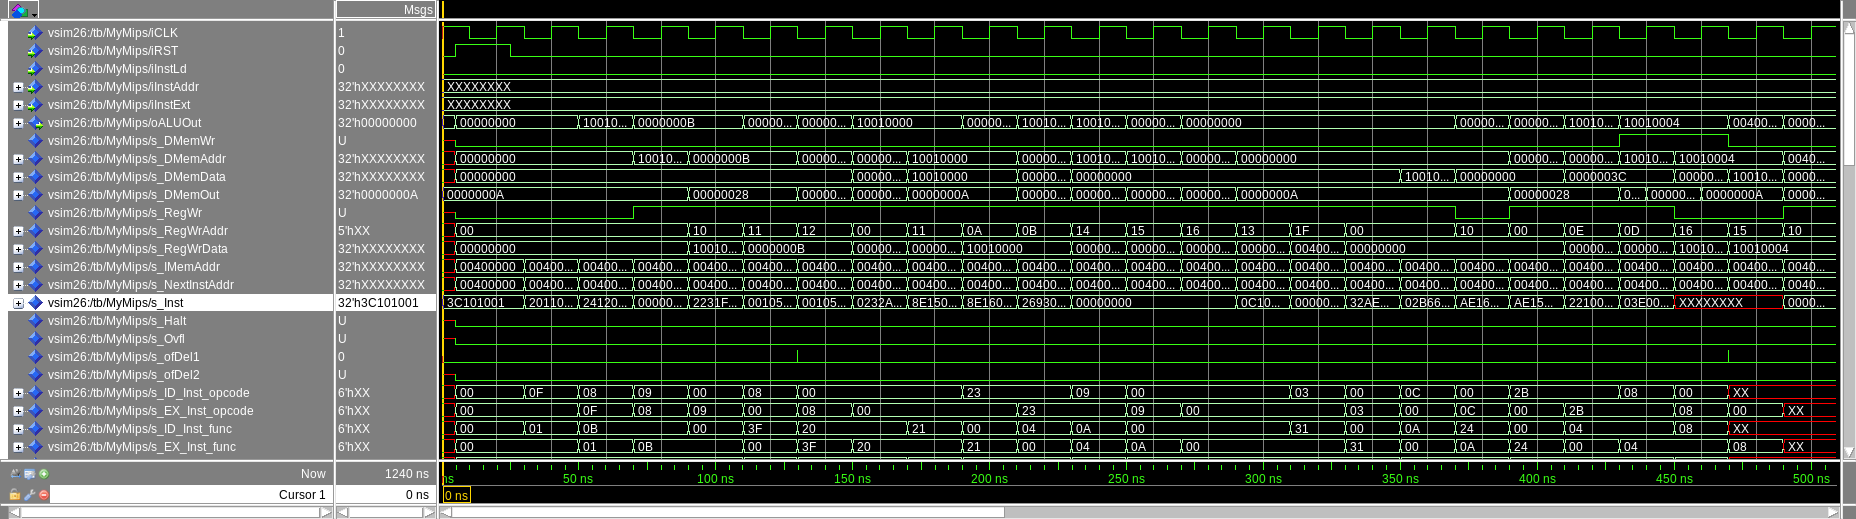 Msgs
vsim26:/tb/MyMips/iCLK 1
vsim26:/tb/MyMips/iRST 0
vsim26:/tb/MyMips/iInstLd 0
vsim26:/tb/MyMips/iInstAddr 32'hXXXXXXXX XXXXXXXX
vsim26:/tb/MyMips/iInstExt 32'hXXXXXXXX XXXXXXXX
vsim26:/tb/MyMips/oALUOut 32'h00000000 00000000 10010... 0000000B 00000... 00000... 10010000 00000... 10010... 10010... 00000... 00000000 00000... 00000... 10010... 10010004 00400... 0000...
vsim26:/tb/MyMips/s_DMemWr U
vsim26:/tb/MyMips/s_DMemAddr 32'hXXXXXXXX 00000000 10010... 0000000B 00000... 00000... 10010000 00000... 10010... 10010... 00000... 00000000 00000... 00000... 10010... 10010004 0040...
vsim26:/tb/MyMips/s_DMemData 32'hXXXXXXXX 00000000 00000... 10010000 00000... 00000000 10010... 00000000 0000003C 00000... 10010... 0000...
vsim26:/tb/MyMips/s_DMemOut 32'h0000000A 0000000A 00000028 00000... 00000... 0000000A 00000... 00000... 00000... 00000... 0000000A 00000028 0... 00000... 0000000A 0000...
vsim26:/tb/MyMips/s_RegWr U
vsim26:/tb/MyMips/s_RegWrAddr 5'hXX 00 10 11 12 00 11 0A 0B 14 15 16 13 1F 00 10 00 0E 0D 16 15 10
vsim26:/tb/MyMips/s_RegWrData 32'hXXXXXXXX 00000000 10010... 0000000B 00000... 00000... 10010000 00000... 00000... 00000... 00000... 00400... 00000000 00000... 00000... 10010... 10010004
vsim26:/tb/MyMips/s_IMemAddr 32'hXXXXXXXX 00400000 00400... 00400... 00400... 00400... 00400... 00400... 00400... 00400... 00400... 00400... 00400... 00400... 00400... 00400... 00400... 00400... 00400... 00400... 00400... 00400... 00400... 00400... 00400... 0040...
vsim26:/tb/MyMips/s_NextInstAddr 32'hXXXXXXXX 00400000 00400... 00400... 00400... 00400... 00400... 00400... 00400... 00400... 00400... 00400... 00400... 00400... 00400... 00400... 00400... 00400... 00400... 00400... 00400... 00400... 00400... 00400... 00400... 0040...
vsim26:/tb/MyMips/s_Inst 32'h3C101001 3C101001 20110... 24120... 00000... 2231F... 00105... 00105... 0232A... 8E150... 8E160... 26930... 00000000 0C10... 00000... 32AE... 02B66... AE16... AE15... 22100... 03E00... XXXXXXXX 0000...
vsim26:/tb/MyMips/s_Halt U
vsim26:/tb/MyMips/s_Ovfl U
vsim26:/tb/MyMips/s_ofDel1 0
vsim26:/tb/MyMips/s_ofDel2 U
vsim26:/tb/MyMips/s_ID_Inst_opcode 6'hXX 00 0F 08 09 00 08 00 23 09 00 03 00 0C 00 2B 08 00 XX
vsim26:/tb/MyMips/s_EX_Inst_opcode 6'hXX 00 0F 08 09 00 08 00 23 09 00 03 00 0C 00 2B 08 00 XX
vsim26:/tb/MyMips/s_ID_Inst_func 6'hXX 00 01 0B 00 3F 20 21 00 04 0A 00 31 00 0A 24 00 04 08 XX
vsim26:/tb/MyMips/s_EX_Inst_func 6'hXX 00 01 0B 00 3F 20 21 00 04 0A 00 31 00 0A 24 00 04 08 XX
Now 1240 ns ns 50 ns 100 ns 150 ns 200 ns 250 ns 300 ns 350 ns 400 ns 450 ns 500 ns
Cursor 1 0 ns 0 ns